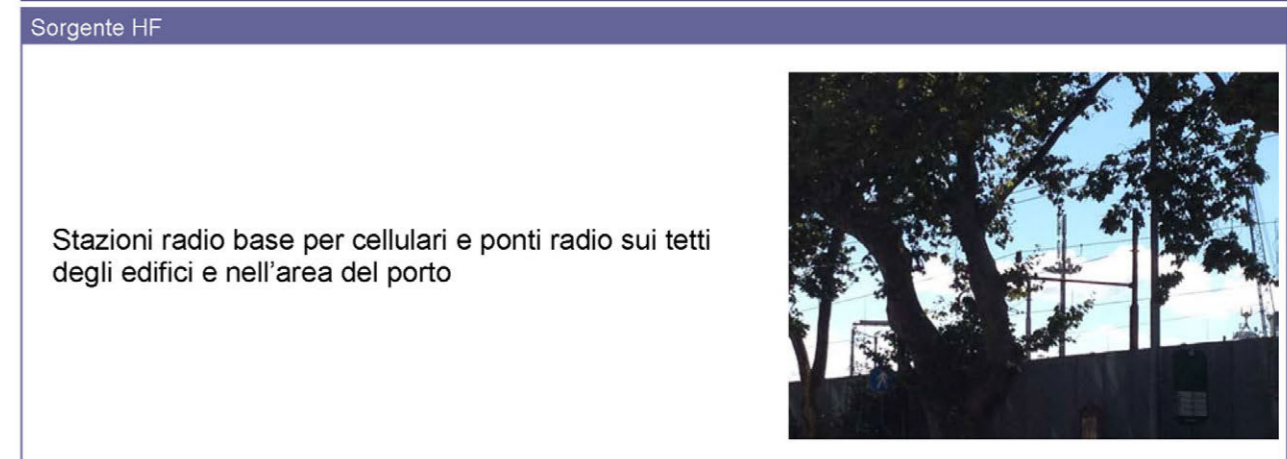 Sorgente HF
Stazioni radio base per cellulari e ponti radio sui tetti
degli edifici e nell'area del porto